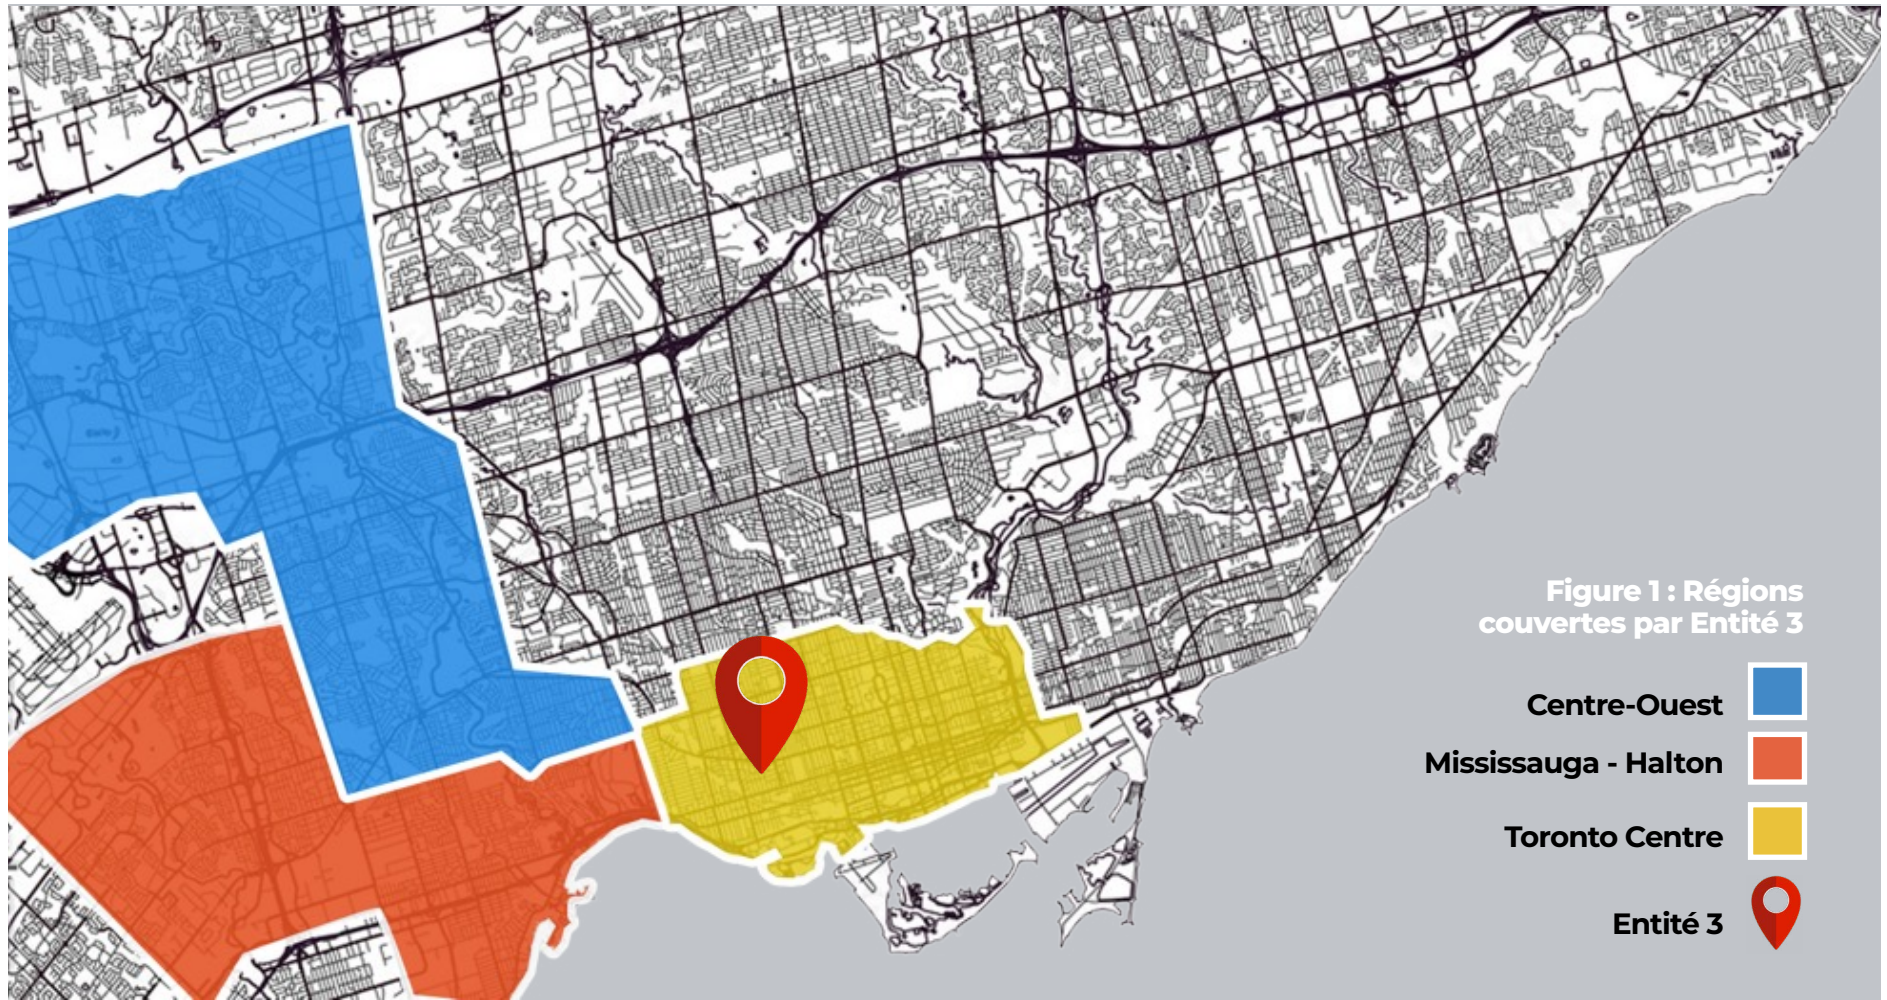 Figure 1 : Régions
couvertes par Entité 3
Centre-Ouest
Mississauga - Halton
Toronto Centre
Entité 3